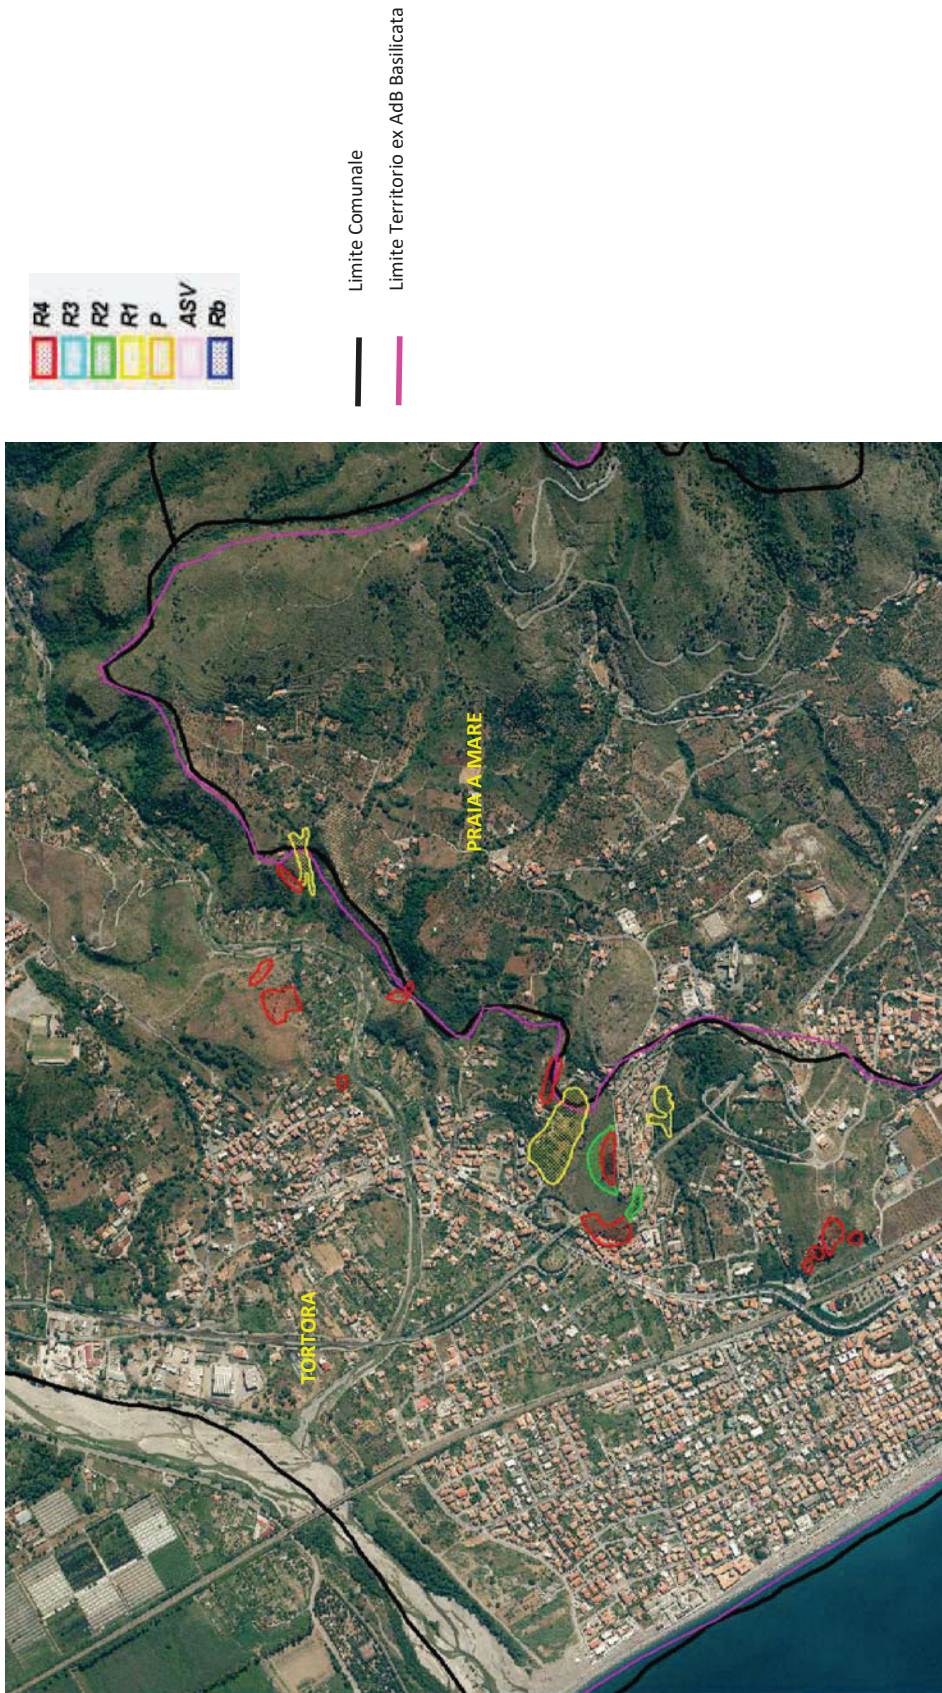 R4
R3
R2
R1
P
ASV
Rb
Limite Comunale
Limite Territorio ex AdB Basilicata
PRAIA A MARE
TORTORA